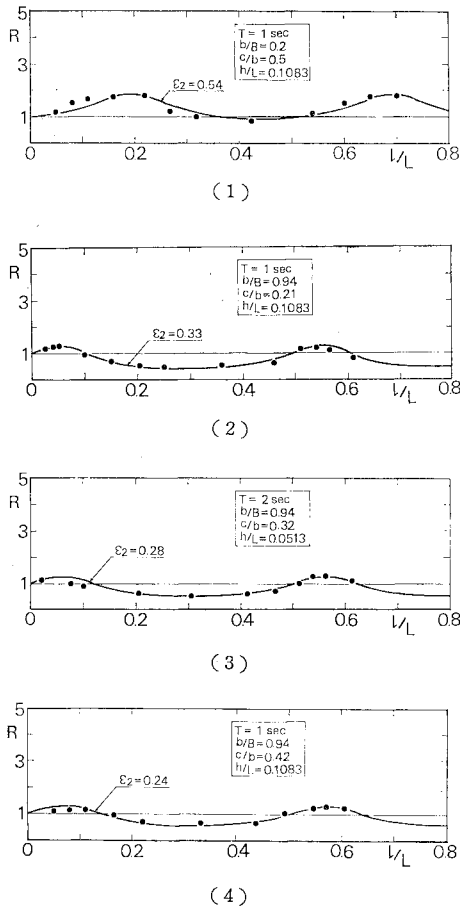 5
R
3
1
T = 1 sec
b/B=0.2
c/b=0.5
h/L=0.1083
ε2=0.54
0 0.2 0.4 0.6 l/L 0.8
(1)
5
R
3
1
T = 1 sec
b/B=0.94
c/b=0.21
h/L=0.1083
ε2=0.33
0 0.2 0.4 0.6 l/L 0.8
(2)
5
R
3
1
T = 2 sec
b/B=0.94
c/b=0.32
h/L=0.0513
ε2=0.28
0 0.2 0.4 0.6 l/L 0.8
(3)
5
R
3
1
T = 1 sec
b/B=0.94
c/b=0.42
h/L=0.1083
ε2=0.24
0 0.2 0.4 0.6 l/L 0.8
(4)